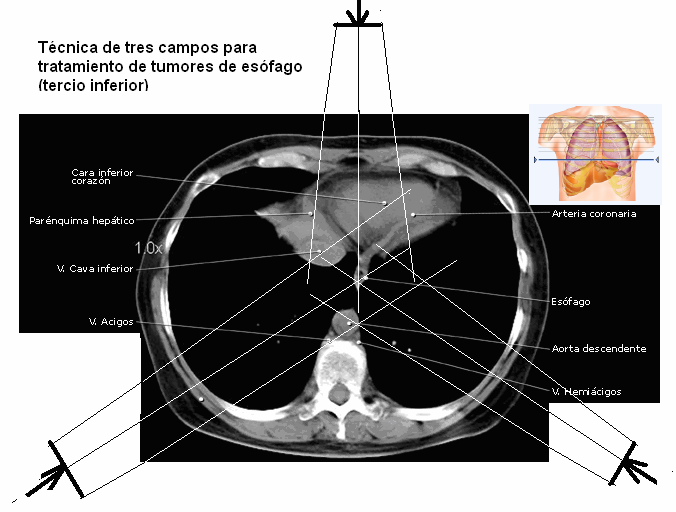 Técnica de tres campos para
tratamiento de tumores de esófago
(tercio inferior)
Cara inferior
corazón
Parénquima hepático
1.0x
V. Cava inferior
V. Acigos
Arteria coronaria
Esófago
Aorta descendente
V. Hemiácigos